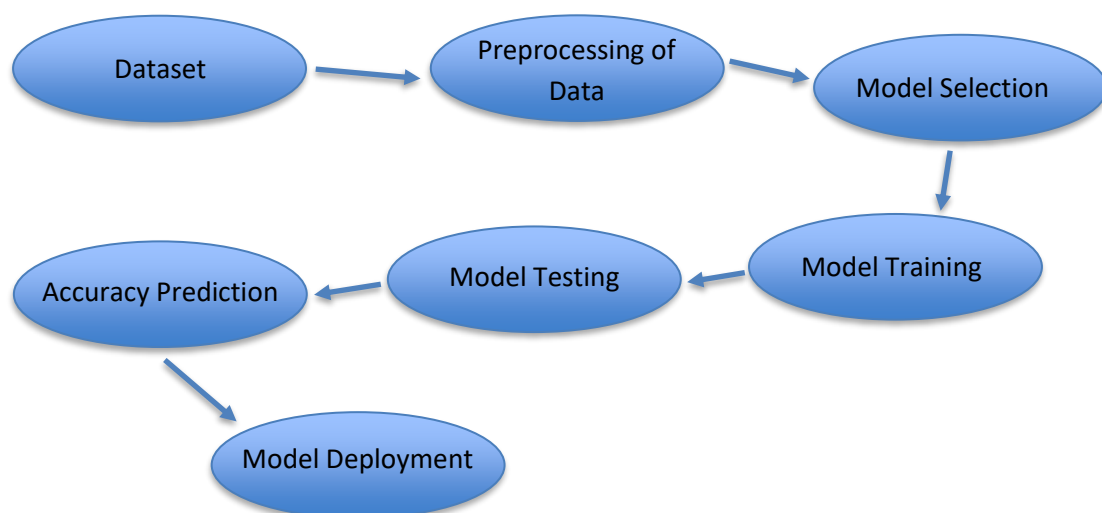 Dataset
Preprocessing of
Data
Model Selection
Model Training
Model Testing
Accuracy Prediction
Model Deployment